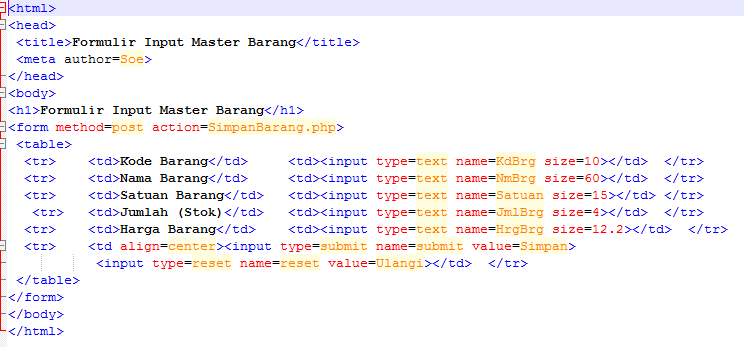 <html>
<head>
<title>Formulir Input Master Barang</title>
<meta author=Soe>
</head>
<body>
<h1>Formulir Input Master Barang</h1>
<form method=post action=SimpanBarang.php>
<table>
<tr> <td>Kode Barang</td> <td><input type=text name=KdBrg size=10></td> </tr>
<tr> <td>Nama Barang</td> <td><input type=text name=NmBrg size=60></td> </tr>
<tr> <td>Satuan Barang</td> <td><input type=text name=Satuan size=15></td> </tr>
<tr> <td>Jumlah (Stok)</td> <td><input type=text name=JmlBrg size=4></td> </tr>
<tr> <td>Harga Barang</td> <td><input type=text name=HrgBrg size=12.2></td> </tr>
<tr> <td align=center><input type=submit name=submit value=Simpan>
<input type=reset name=reset value=Ulangi></td> </tr>
</table>
</form>
</body>
</html>